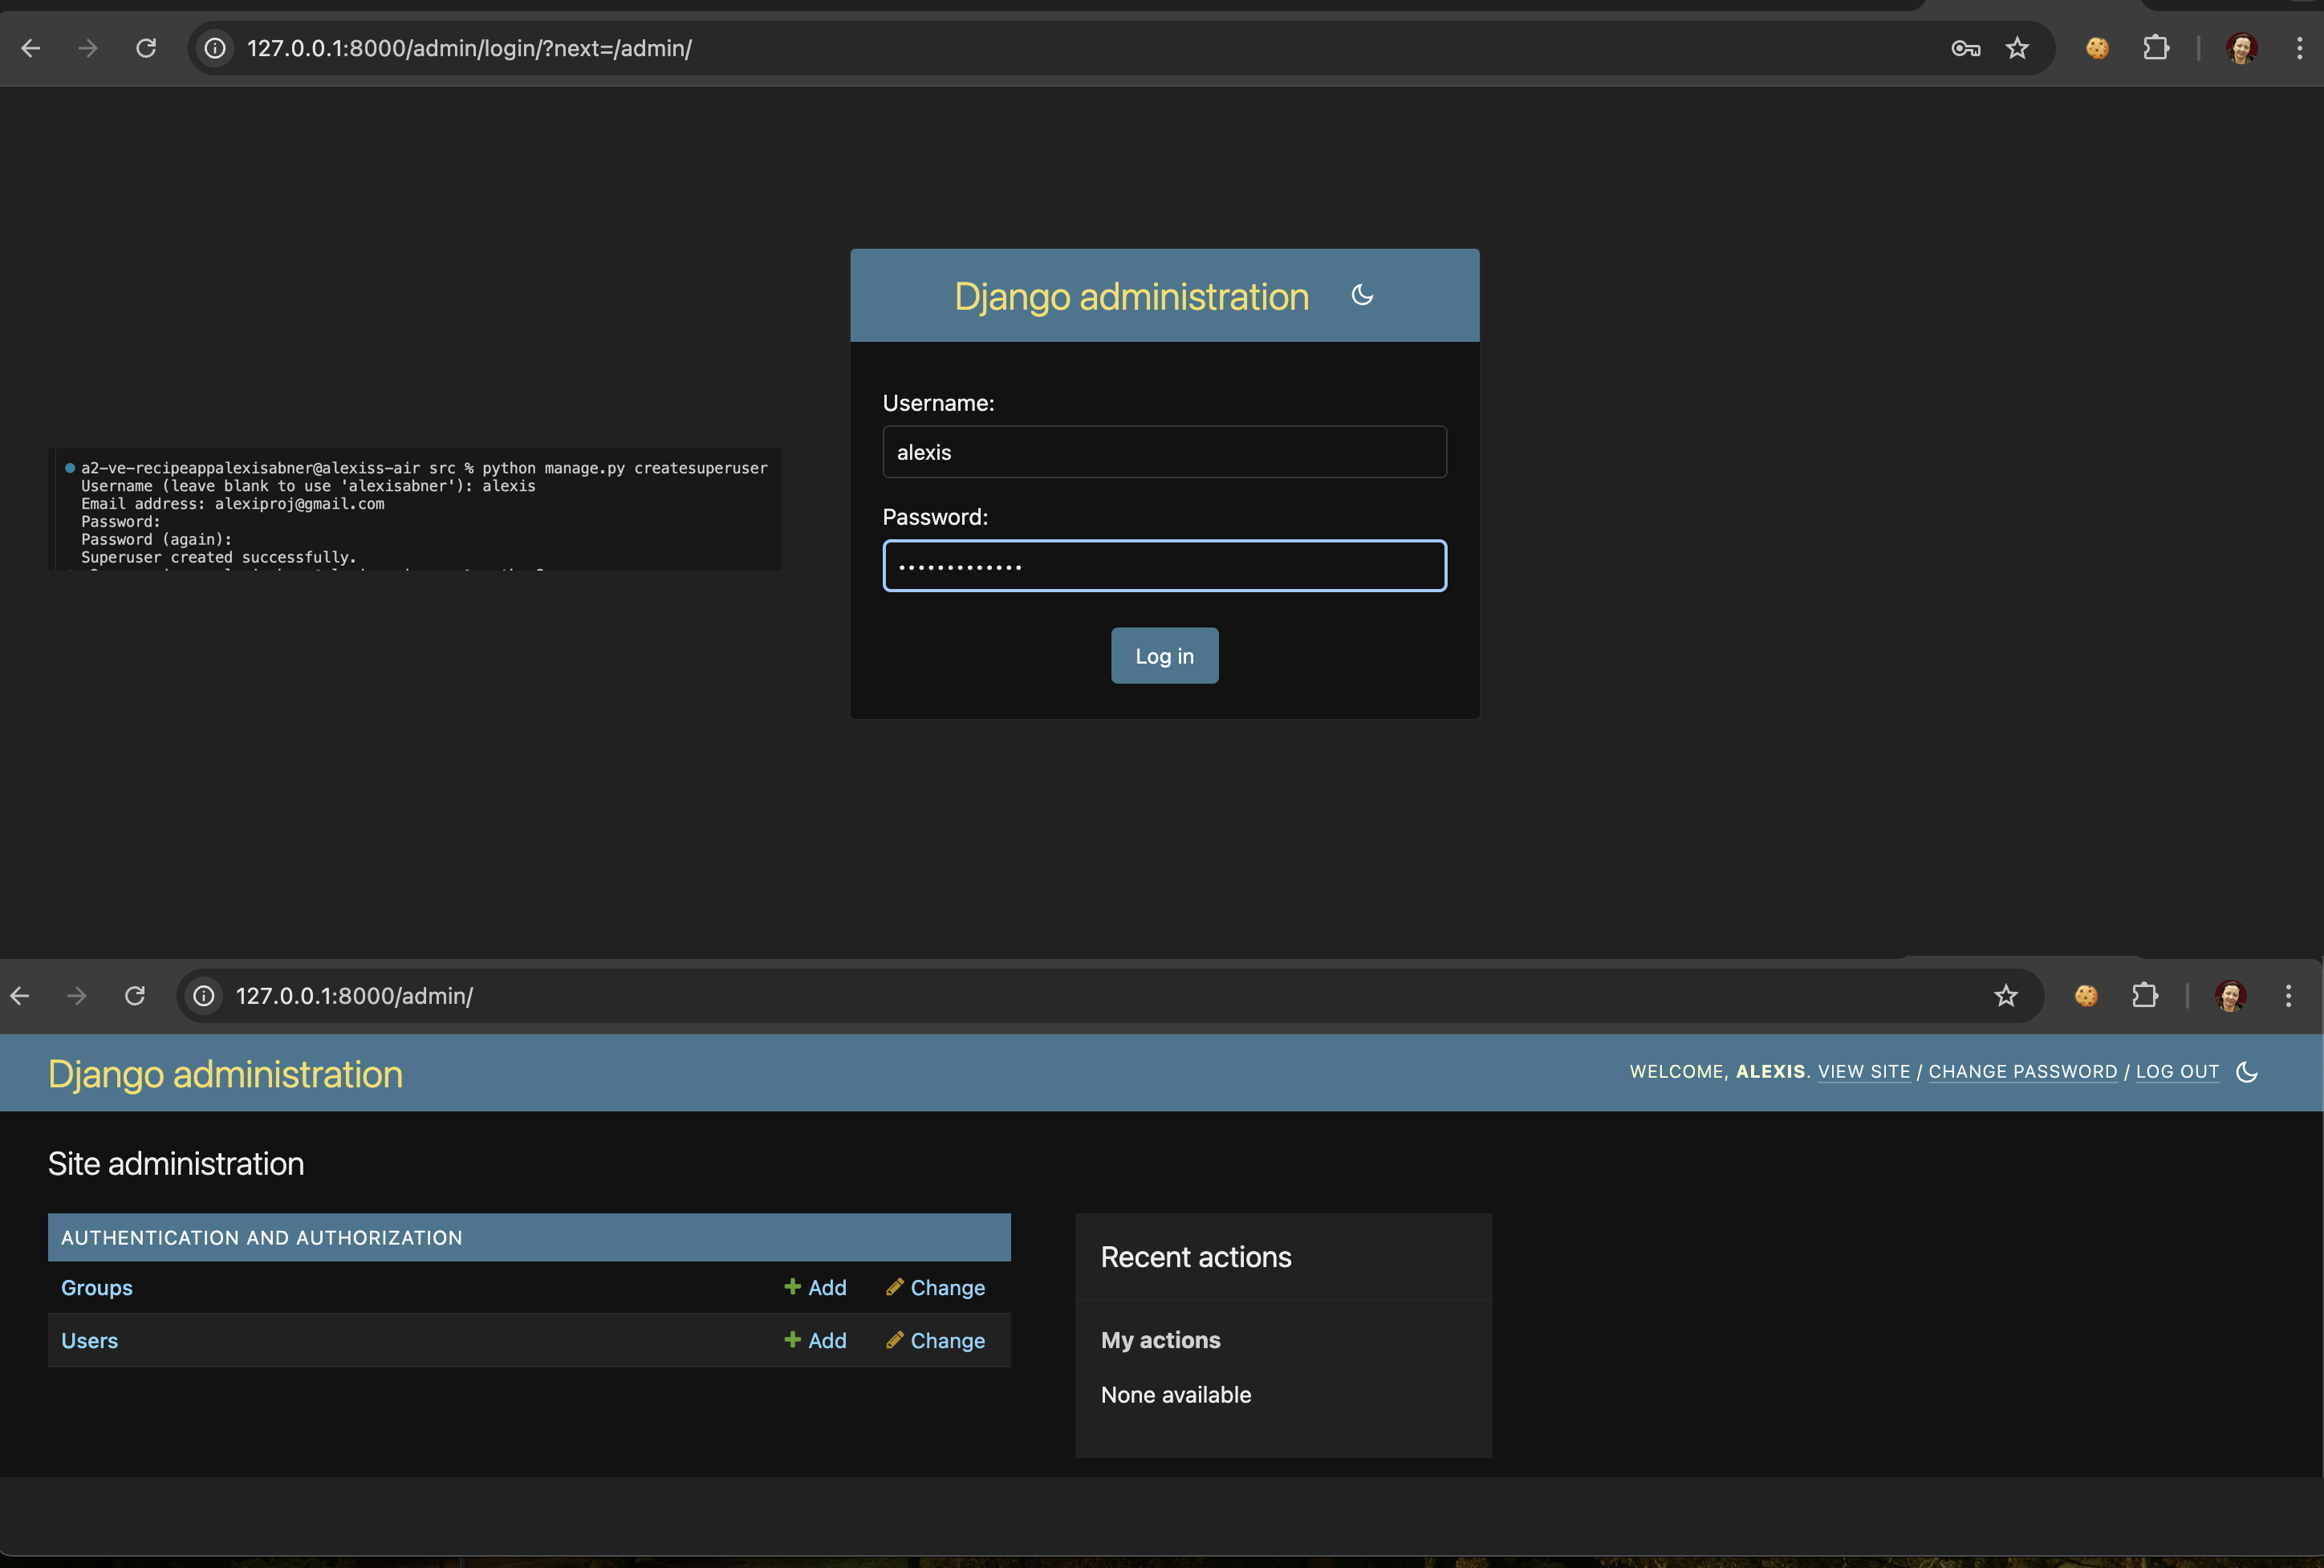 127.0.0.1:8000/admin/login/?next=/admin/
Django administration
Username:
alexis
Password:
•••••••••••••
Log in
a2-ve-recipeappalexisabner@alexiss-air src % python manage.py createsuperuser
Username (leave blank to use 'alexisabner'): alexis
Email address: alexiproj@gmail.com
Password:
Password (again):
Superuser created successfully.
127.0.0.1:8000/admin/
Django administration
WELCOME, ALEXIS. VIEW SITE / CHANGE PASSWORD / LOG OUT
Site administration
AUTHENTICATION AND AUTHORIZATION
Groups Add Change
Users Add Change
Recent actions
My actions
None available